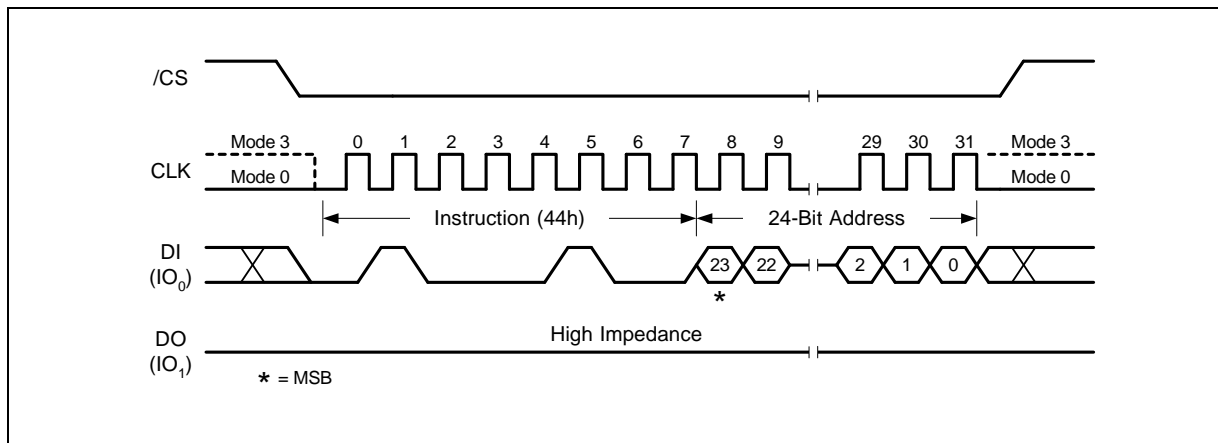 /CS
Mode 3 0 1 2 3 4 5 6 7 8 9 29 30 31 Mode 3
CLK
Mode 0 Mode 0
Instruction (44h) 24-Bit Address
DI
(IO₀) 23 22 2 1 0
*
High Impedance
DO
(IO₁)
* = MSB